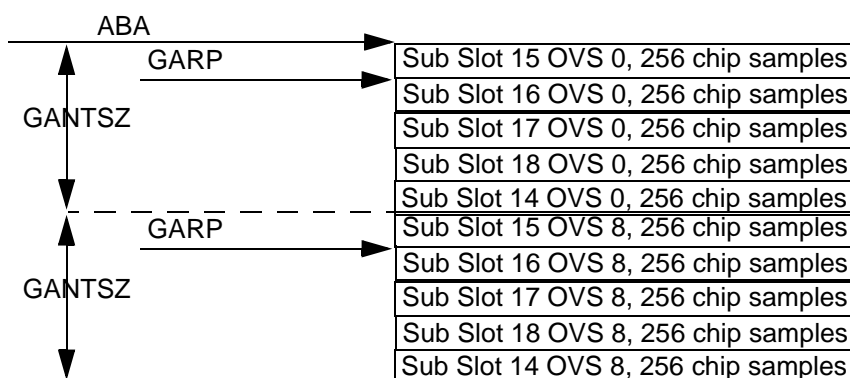 ABA
Sub Slot 15 OVS 0, 256 chip samples
GARP
Sub Slot 16 OVS 0, 256 chip samples
GANTSZ
Sub Slot 17 OVS 0, 256 chip samples
Sub Slot 18 OVS 0, 256 chip samples
Sub Slot 14 OVS 0, 256 chip samples
GARP
Sub Slot 15 OVS 8, 256 chip samples
Sub Slot 16 OVS 8, 256 chip samples
GANTSZ
Sub Slot 17 OVS 8, 256 chip samples
Sub Slot 18 OVS 8, 256 chip samples
Sub Slot 14 OVS 8, 256 chip samples